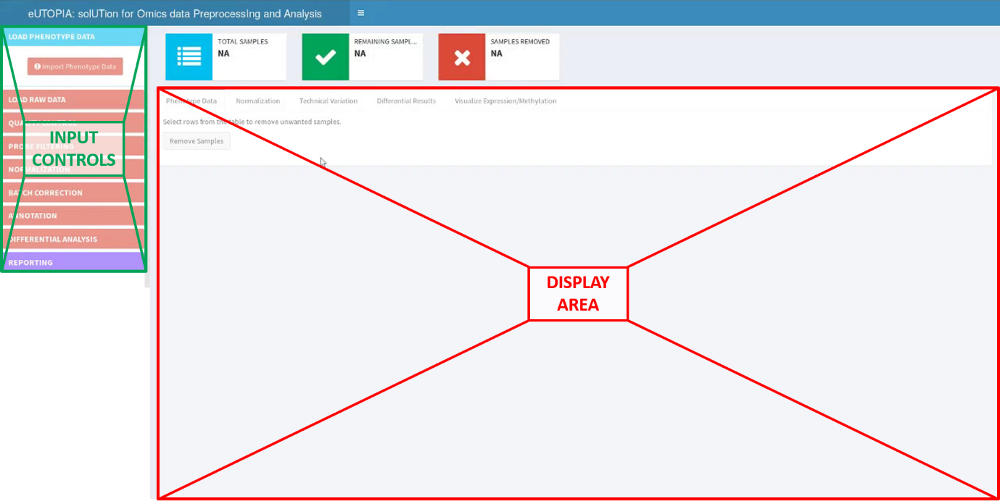 eUTOPIA: solUTion for Omics data PreprocessIng and Analysis
LOAD PHENOTYPE DATA
Import Phenotype Data
LOAD RAW DATA
QUALITY CONTROL
PROBE FILTERING
NORMALIZATION
BATCH CORRECTION
ANNOTATION
DIFFERENTIAL ANALYSIS
REPORTING
INPUT
CONTROLS
TOTAL SAMPLES
NA
REMAINING SAMPL...
NA
SAMPLES REMOVED
NA
Phenotype Data Normalization Technical Variation Differential Results Visualize Expression/Methylation
Select rows from the table to remove unwanted samples.
Remove Samples
DISPLAY
AREA